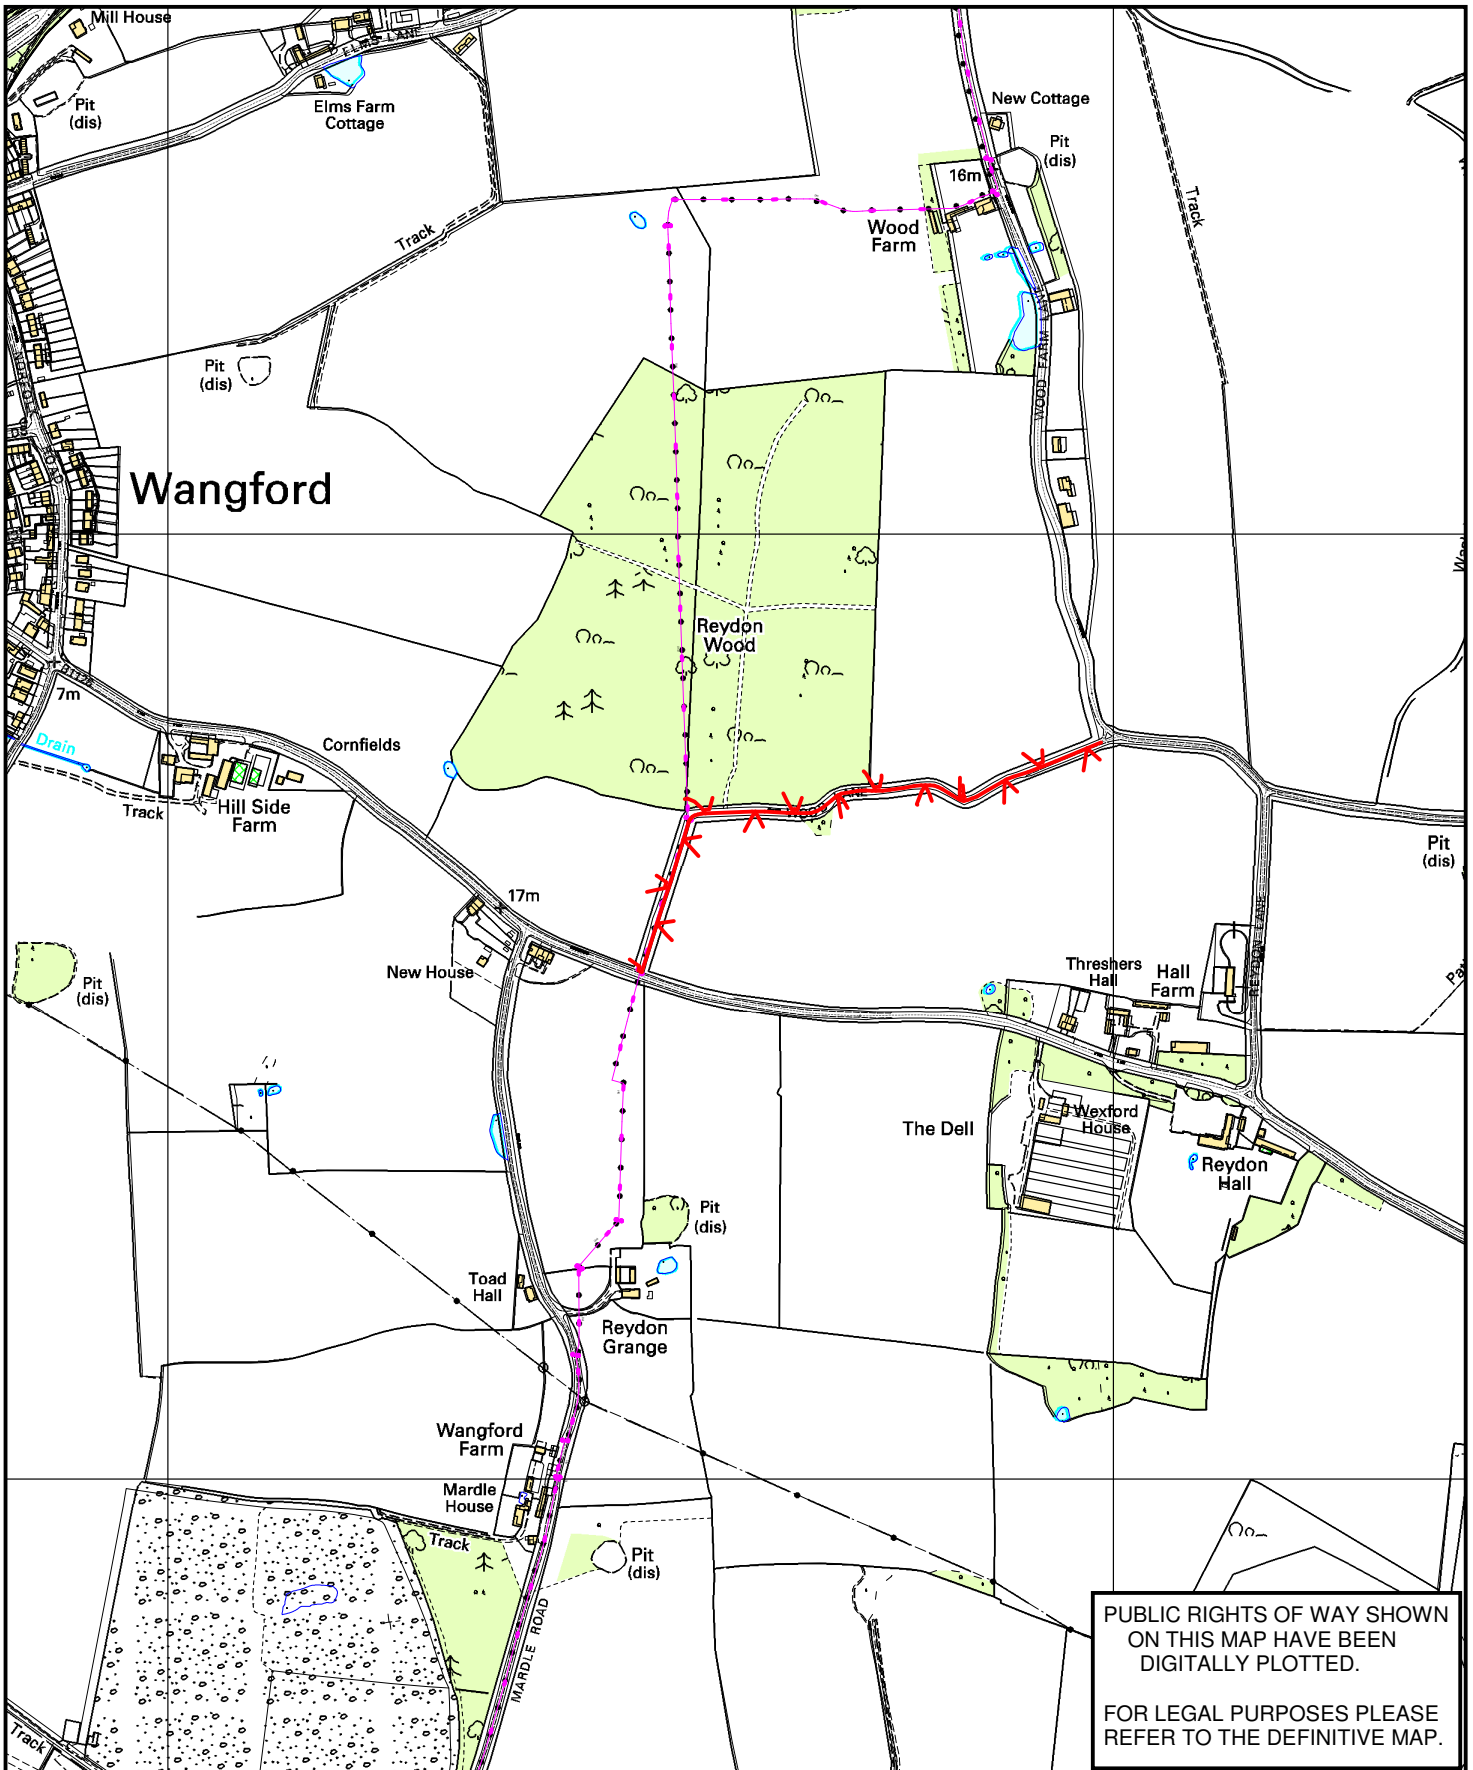 Mill House
ELMS LANE
Pit
(dis)
Elms Farm
Cottage
New Cottage
Pit
(dis)
16m
Track
Wood
Farm
Track
WOOD FARM LANE
Pit
(dis)
Wangford
Reydon
Wood
B1126
7m
Drain
Cornfields
Track
Hill Side
Farm
Pit
(dis)
17m
New House
Pit
(dis)
Threshers
Hall
Hall
Farm
REYDON LANE
The Dell
Wexford
House
Reydon
Hall
Pit
(dis)
Toad
Hall
Reydon
Grange
Wangford
Farm
Mardle
House
Track
Pit
(dis)
MARDLE ROAD
Track
PUBLIC RIGHTS OF WAY SHOWN
ON THIS MAP HAVE BEEN
DIGITALLY PLOTTED.
FOR LEGAL PURPOSES PLEASE
REFER TO THE DEFINITIVE MAP.